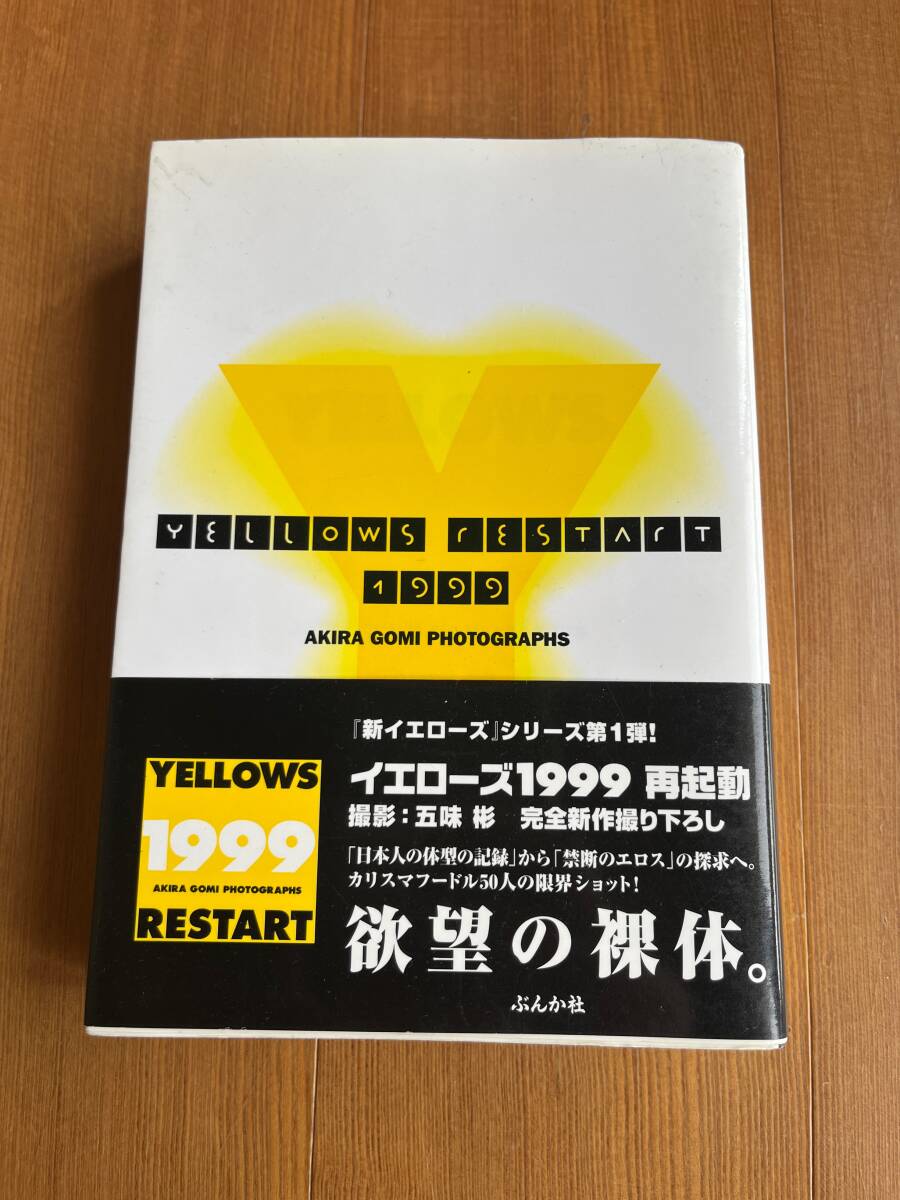 YELLOWS
YELLOWS RESTART
1999
AKIRA GOMI PHOTOGRAPHS
『新イエローズ』シリーズ第1弾!
イエローズ1999 再起動
撮影:五味 彬 完全新作撮り下ろし
「日本人の体型の記録」から「禁断のエロス」の探求へ。
カリスマフードル50人の限界ショット!
欲望の裸体。
ぶんか社
YELLOWS
1999
AKIRA GOMI PHOTOGRAPHS
RESTART